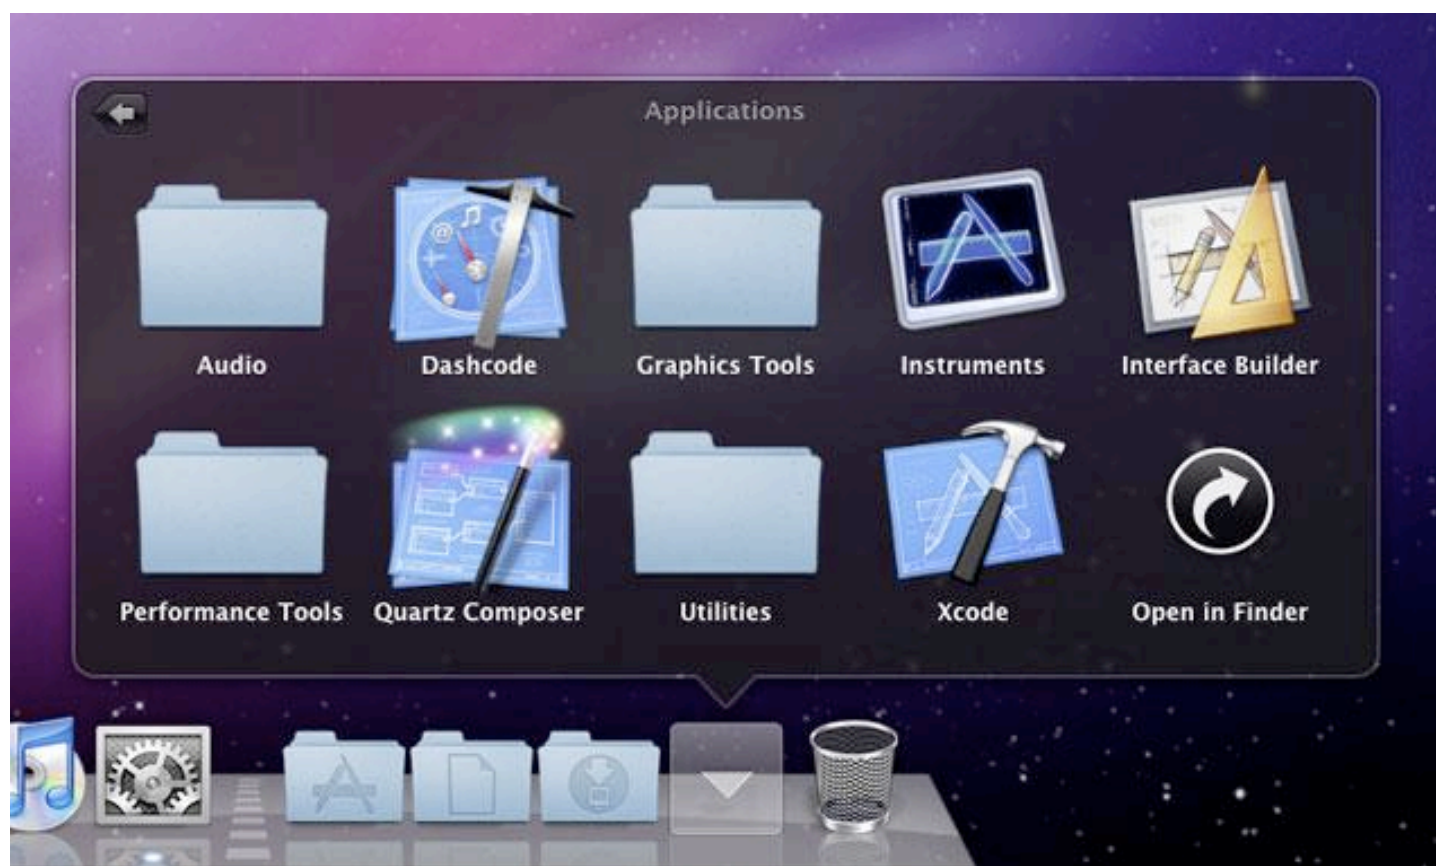 Applications
Audio
Dashcode
Graphics Tools
Instruments
Interface Builder
Performance Tools
Quartz Composer
Utilities
Xcode
Open in Finder